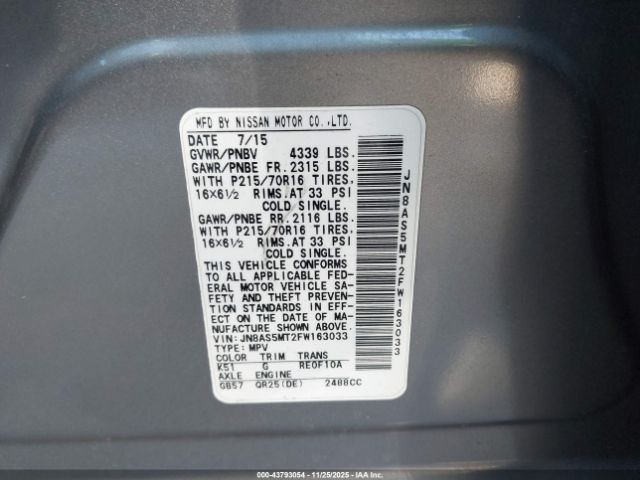 MFD BY NISSAN MOTOR CO.,LTD.
DATE 7/15
GVWR/PNBV 4339 LBS.
GAWR/PNBE FR.2315 LBS.
WITH P215/70R16 TIRES,
16X6½ RIMS.AT 33 PSI
COLD SINGLE.
GAWR/PNBE RR.2116 LBS.
WITH P215/70R16 TIRES,
16X6½ RIMS.AT 33 PSI
COLD SINGLE.
THIS VEHICLE CONFORMS
TO ALL APPLICABLE FED-
ERAL MOTOR VEHICLE SA-
FETY AND THEFT PREVEN-
TION STANDARDS IN EFF-
ECT ON THE DATE OF MA-
NUFACTURE SHOWN ABOVE.
VIN:JN8AS5MT2FW163033
TYPE:MPV
COLOR TRIM TRANS
K51 G RE0F10A
AXLE ENGINE
GB57 QR25(DE) 2488CC
JN8AS5MT2FW163033
000-43793054 - 11/25/2025 - IAA, Inc.